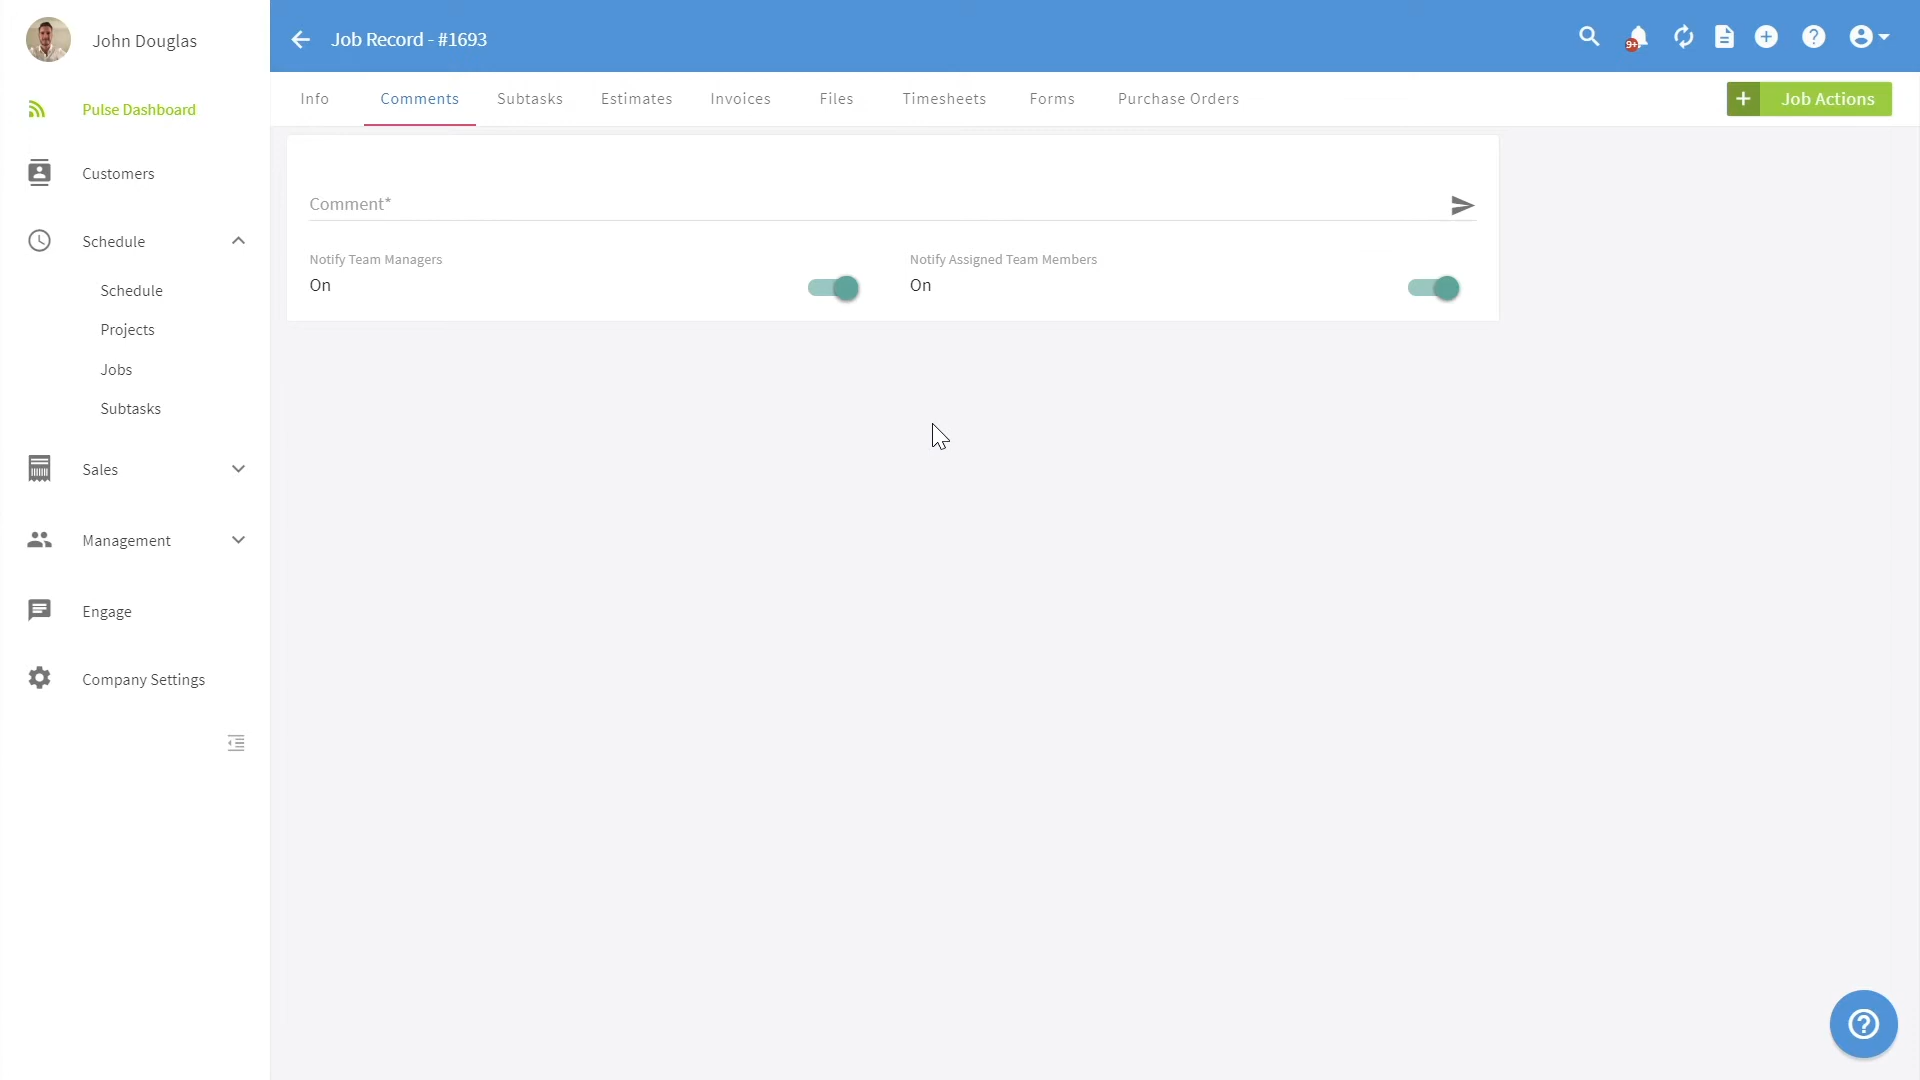 John Douglas
Job Record - #1693
9+
Pulse Dashboard
Info
Comments
Subtasks
Estimates
Invoices
Files
Timesheets
Forms
Purchase Orders
+ Job Actions
Customers
Schedule
Schedule
Projects
Jobs
Subtasks
Sales
Management
Engage
Company Settings
Comment*
Notify Team Managers
On
Notify Assigned Team Members
On